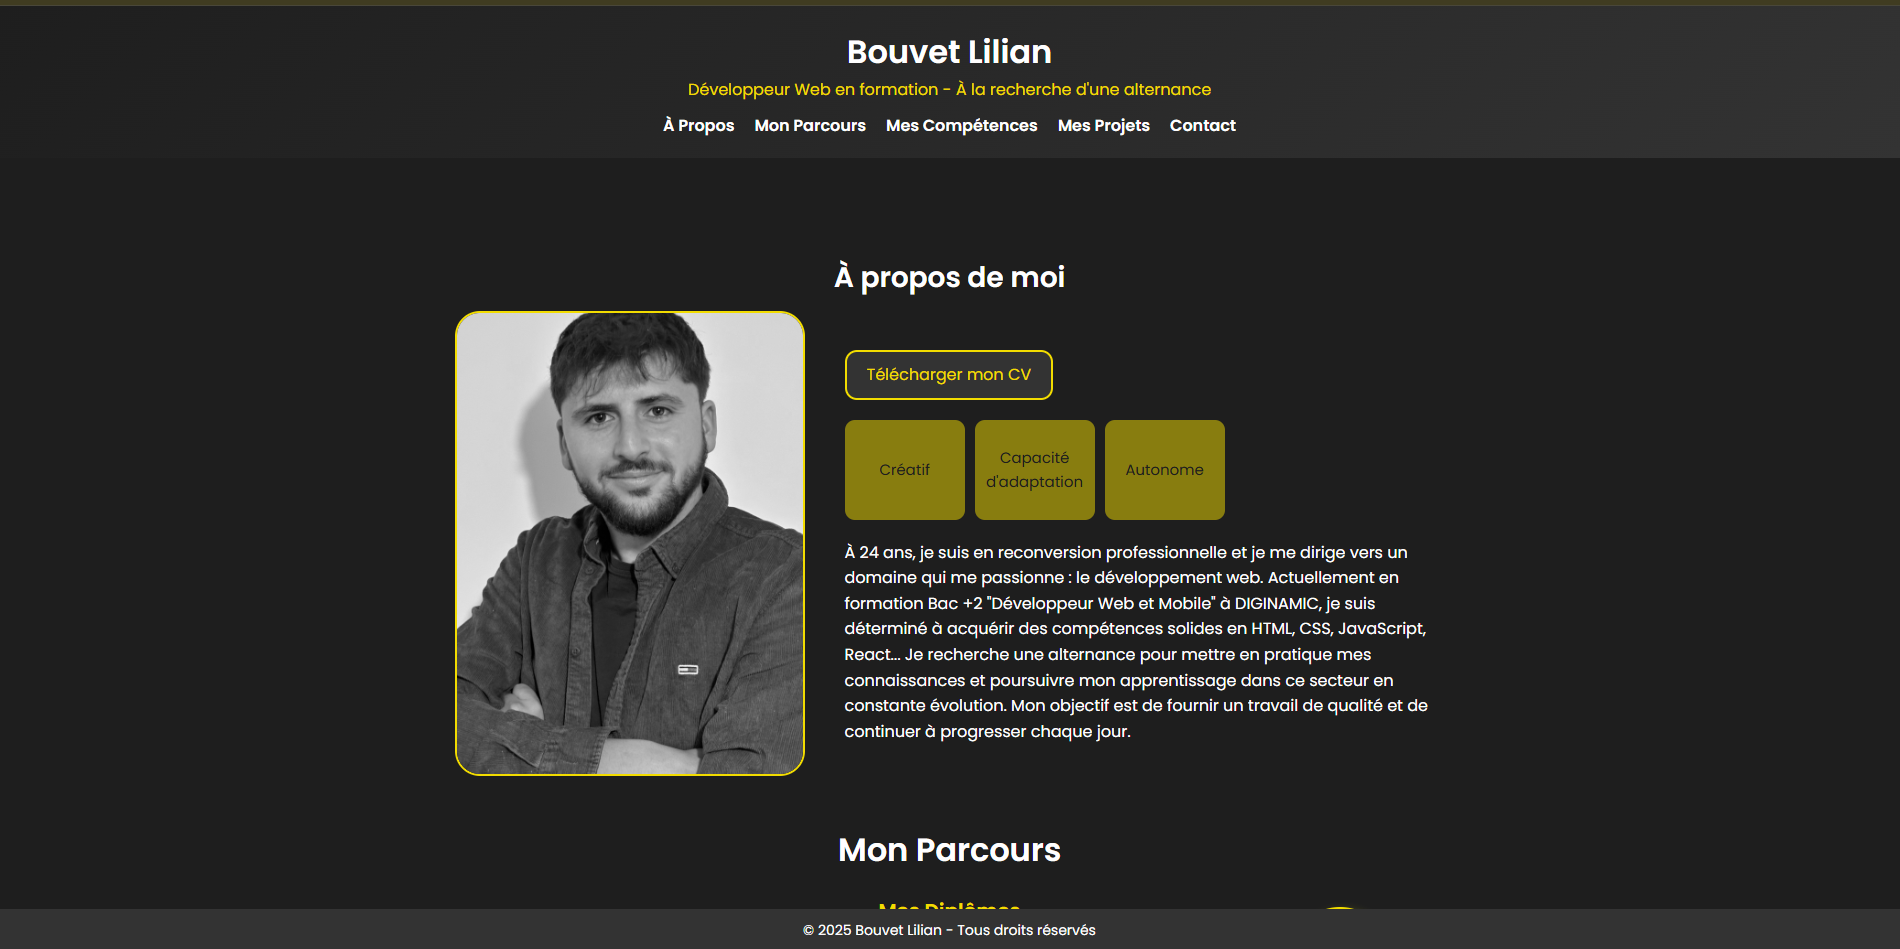 Bouvet Lilian
Développeur Web en formation - À la recherche d'une alternance
À Propos Mon Parcours Mes Compétences Mes Projets Contact
À propos de moi
Télécharger mon CV
Créatif
Capacité
d'adaptation
Autonome
À 24 ans, je suis en reconversion professionnelle et je me dirige vers un
domaine qui me passionne : le développement web. Actuellement en
formation Bac +2 "Développeur Web et Mobile" à DIGINAMIC, je suis
déterminé à acquérir des compétences solides en HTML, CSS, JavaScript,
React... Je recherche une alternance pour mettre en pratique mes
connaissances et poursuivre mon apprentissage dans ce secteur en
constante évolution. Mon objectif est de fournir un travail de qualité et de
continuer à progresser chaque jour.
Mon Parcours
Mes Diplômes
© 2025 Bouvet Lilian - Tous droits réservés